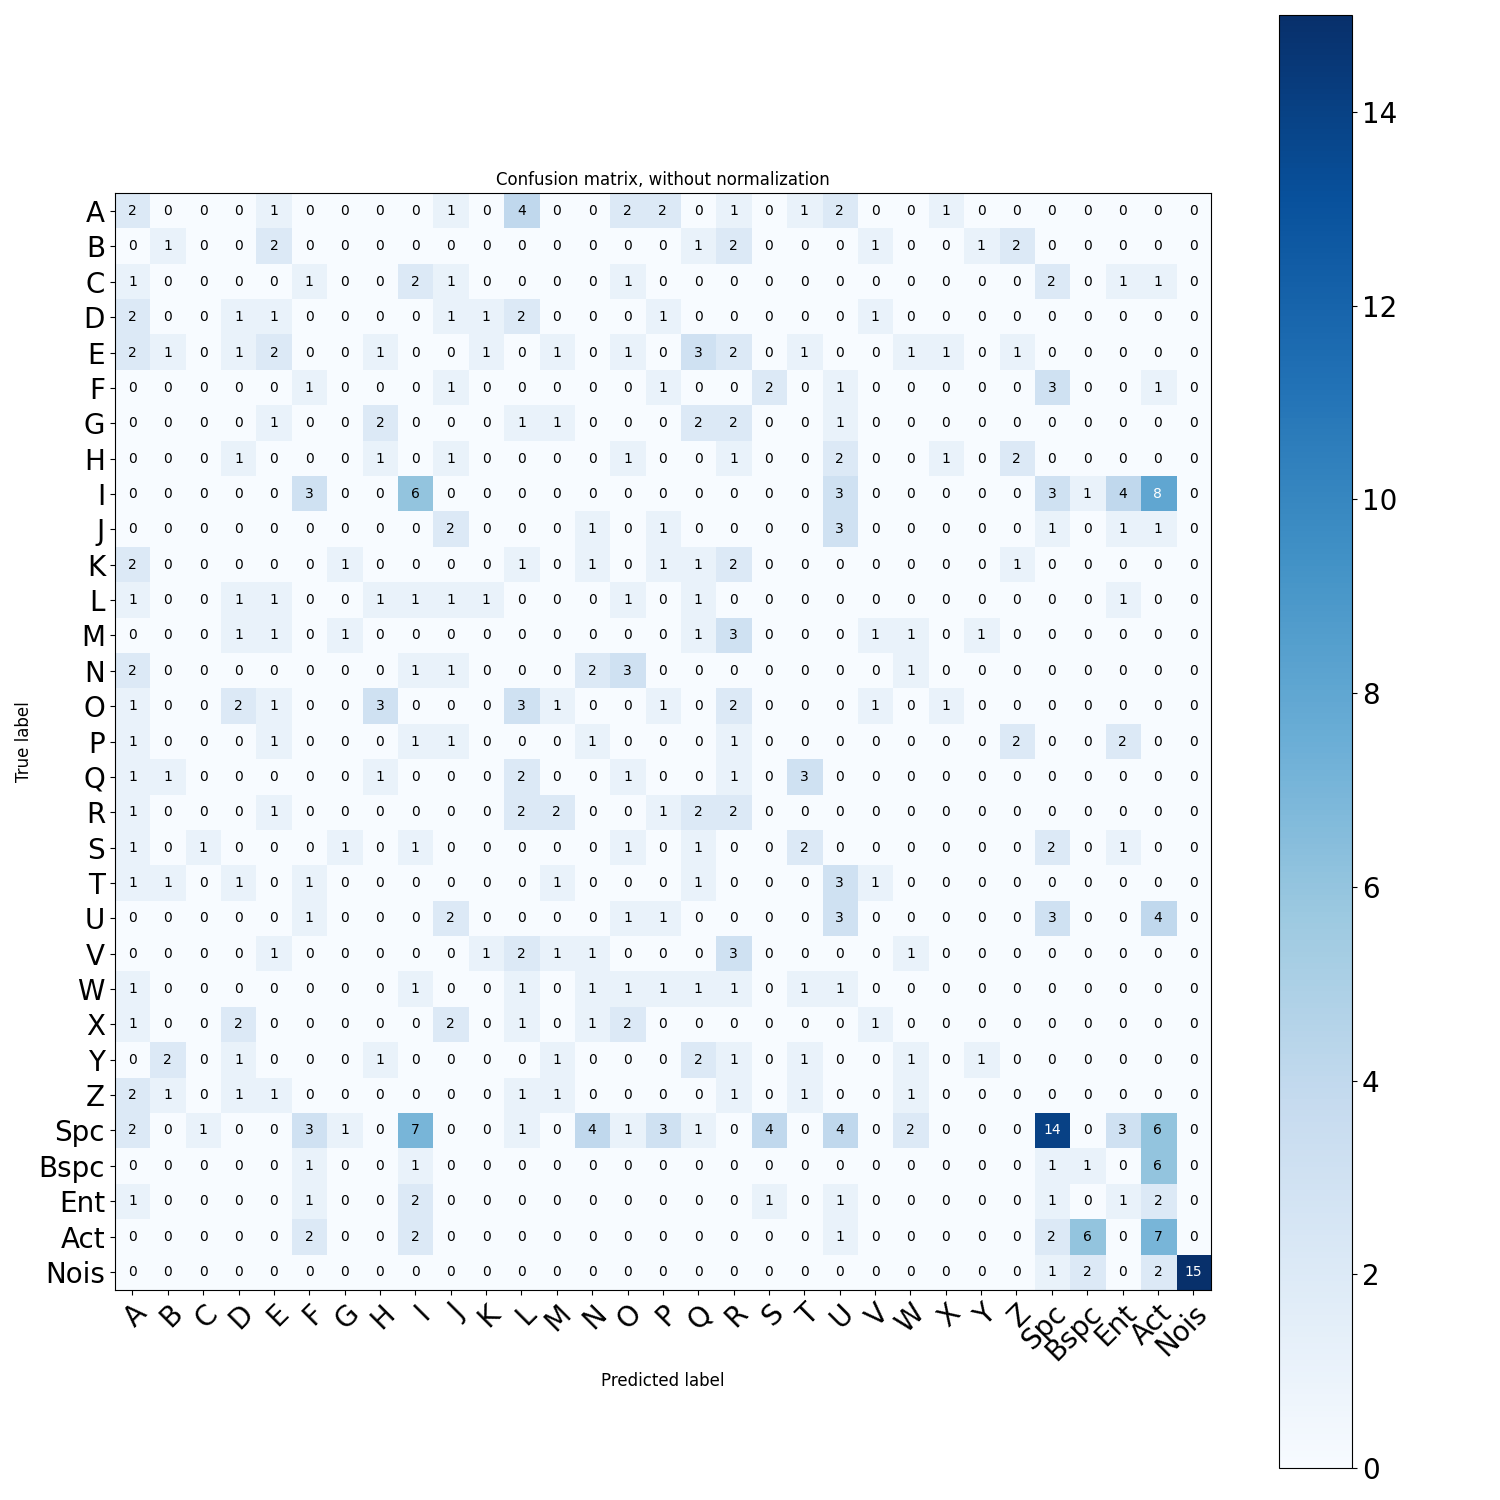 Confusion matrix, without normalization
A 2 0 0 0 1 0 0 0 0 1 0 4 0 0 2 2 0 1 0 1 2 0 0 1 0 0 0 0 0 0 0
B 0 1 0 0 2 0 0 0 0 0 0 0 0 0 0 0 1 2 0 0 0 1 0 0 1 2 0 0 0 0 0
C 1 0 0 0 0 1 0 0 2 1 0 0 0 0 1 0 0 0 0 0 0 0 0 0 0 0 2 0 1 1 0
D 2 0 0 1 1 0 0 0 0 1 1 2 0 0 0 1 0 0 0 0 0 1 0 0 0 0 0 0 0 0 0
E 2 1 0 1 2 0 0 1 0 0 1 0 1 0 1 0 3 2 0 1 0 0 1 1 0 1 0 0 0 0 0
F 0 0 0 0 0 1 0 0 0 1 0 0 0 0 0 1 0 0 2 0 1 0 0 0 0 0 3 0 0 1 0
G 0 0 0 0 1 0 0 2 0 0 0 1 1 0 0 0 2 2 0 0 1 0 0 0 0 0 0 0 0 0 0
H 0 0 0 1 0 0 0 1 0 1 0 0 0 0 1 0 0 1 0 0 2 0 0 1 0 2 0 0 0 0 0
I 0 0 0 0 0 3 0 0 6 0 0 0 0 0 0 0 0 0 0 0 3 0 0 0 0 0 3 1 4 8 0
J 0 0 0 0 0 0 0 0 0 2 0 0 0 1 0 1 0 0 0 0 3 0 0 0 0 0 1 0 1 1 0
K 2 0 0 0 0 0 1 0 0 0 0 1 0 1 0 1 1 2 0 0 0 0 0 0 0 1 0 0 0 0 0
L 1 0 0 1 1 0 0 1 1 1 1 0 0 0 1 0 1 0 0 0 0 0 0 0 0 0 0 0 1 0 0
M 0 0 0 1 1 0 1 0 0 0 0 0 0 0 0 0 1 3 0 0 0 1 1 0 1 0 0 0 0 0 0
N 2 0 0 0 0 0 0 0 1 1 0 0 0 2 3 0 0 0 0 0 0 0 1 0 0 0 0 0 0 0 0
O 1 0 0 2 1 0 0 3 0 0 0 3 1 0 0 1 0 2 0 0 0 1 0 1 0 0 0 0 0 0 0
P 1 0 0 0 1 0 0 0 1 1 0 0 0 1 0 0 0 1 0 0 0 0 0 0 0 2 0 0 2 0 0
Q 1 1 0 0 0 0 0 1 0 0 0 2 0 0 1 0 0 1 0 3 0 0 0 0 0 0 0 0 0 0 0
R 1 0 0 0 1 0 0 0 0 0 0 2 2 0 0 1 2 2 0 0 0 0 0 0 0 0 0 0 0 0 0
S 1 0 1 0 0 0 1 0 1 0 0 0 0 0 1 0 1 0 0 2 0 0 0 0 0 0 2 0 1 0 0
T 1 1 0 1 0 1 0 0 0 0 0 0 1 0 0 0 1 0 0 0 3 1 0 0 0 0 0 0 0 0 0
U 0 0 0 0 0 1 0 0 0 2 0 0 0 0 1 1 0 0 0 0 3 0 0 0 0 0 3 0 0 4 0
V 0 0 0 0 1 0 0 0 0 0 1 2 1 1 0 0 0 3 0 0 0 0 1 0 0 0 0 0 0 0 0
W 1 0 0 0 0 0 0 0 1 0 0 1 0 1 1 1 1 1 0 1 1 0 0 0 0 0 0 0 0 0 0
X 1 0 0 2 0 0 0 0 0 2 0 1 0 1 2 0 0 0 0 0 0 1 0 0 0 0 0 0 0 0 0
Y 0 2 0 1 0 0 0 1 0 0 0 0 1 0 0 0 2 1 0 1 0 0 1 0 1 0 0 0 0 0 0
Z 2 1 0 1 1 0 0 0 0 0 0 1 1 0 0 0 0 1 0 1 0 0 1 0 0 0 0 0 0 0 0
Spc 2 0 1 0 0 3 1 0 7 0 0 1 0 4 1 3 1 0 4 0 4 0 2 0 0 0 14 0 3 6 0
Bspc 0 0 0 0 0 1 0 0 1 0 0 0 0 0 0 0 0 0 0 0 0 0 0 0 0 0 1 1 0 6 0
Ent 1 0 0 0 0 1 0 0 2 0 0 0 0 0 0 0 0 0 1 0 1 0 0 0 0 0 1 0 1 2 0
Act 0 0 0 0 0 2 0 0 2 0 0 0 0 0 0 0 0 0 0 0 1 0 0 0 0 0 2 6 0 7 0
Nois 0 0 0 0 0 0 0 0 0 0 0 0 0 0 0 0 0 0 0 0 0 0 0 0 0 0 1 2 0 2 15
A B C D E F G H I J K L M N O P Q R S T U V W X Y Z Spc Bspc Ent Act Nois
True label
Predicted label
14
12
10
8
6
4
2
0